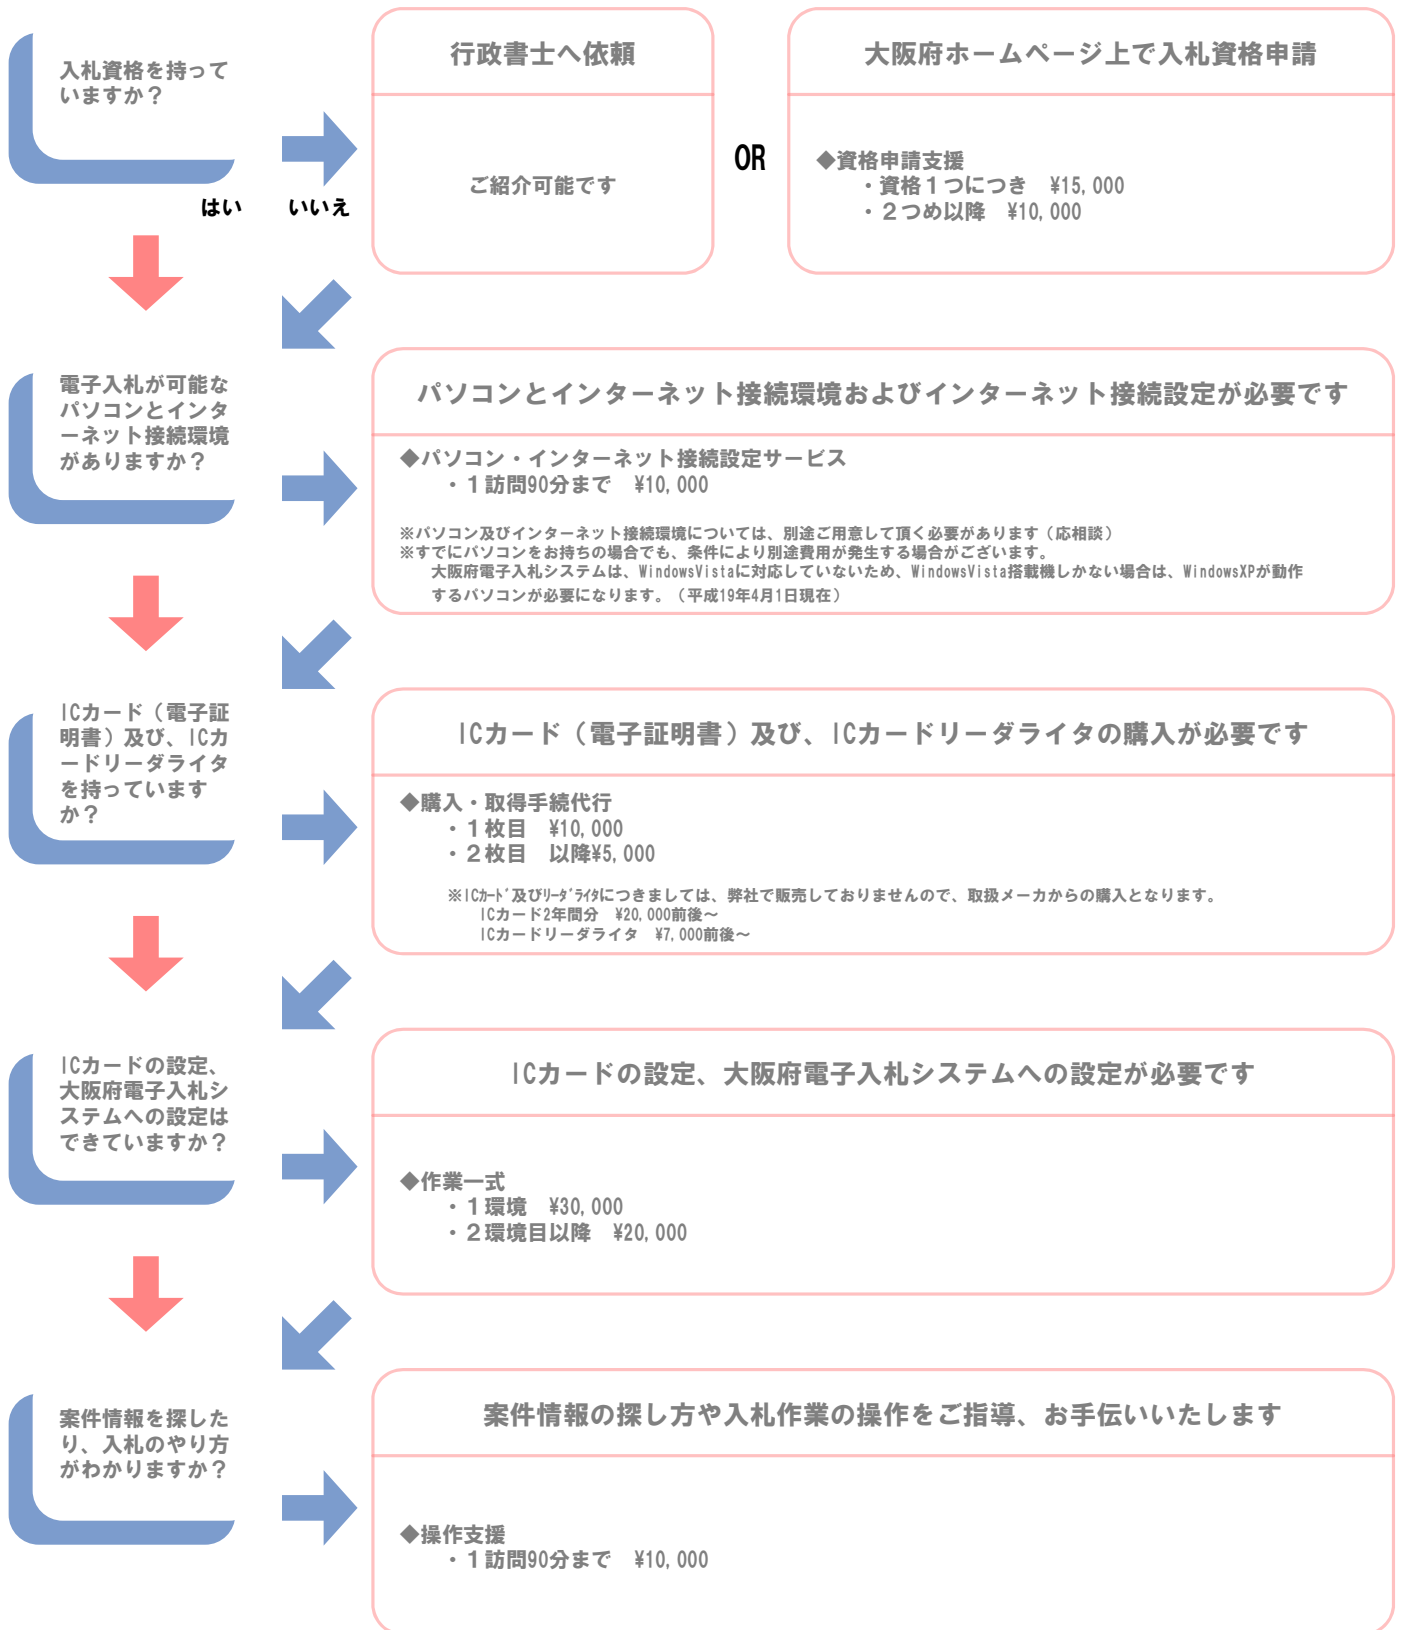 入札資格を持って
いますか？
はい　いいえ
行政書士へ依頼
ご紹介可能です
OR
大阪府ホームページ上で入札資格申請
◆資格申請支援
・資格１つにつき　¥15,000
・２つめ以降　¥10,000
電子入札が可能な
パソコンとインタ
ーネット接続環境
がありますか？
パソコンとインターネット接続環境およびインターネット接続設定が必要です
◆パソコン・インターネット接続設定サービス
・１訪問90分まで　¥10,000
※パソコン及びインターネット接続環境については、別途ご用意して頂く必要があります（応相談）
※すでにパソコンをお持ちの場合でも、条件により別途費用が発生する場合がございます。
大阪府電子入札システムは、WindowsVistaに対応していないため、WindowsVista搭載機しかない場合は、WindowsXPが動作
するパソコンが必要になります。（平成19年4月1日現在）
ICカード（電子証
明書）及び、ICカ
ードリーダライタ
を持っています
か？
ICカード（電子証明書）及び、ICカードリーダライタの購入が必要です
◆購入・取得手続代行
・１枚目　¥10,000
・２枚目　以降¥5,000
※ICｶｰﾄﾞ及びﾘｰﾀﾞﾗｲﾀにつきましては、弊社で販売しておりませんので、取扱メーカからの購入となります。
ICカード2年間分　¥20,000前後～
ICカードリーダライタ　¥7,000前後～
ICカードの設定、
大阪府電子入札シ
ステムへの設定は
できていますか？
ICカードの設定、大阪府電子入札システムへの設定が必要です
◆作業一式
・１環境　¥30,000
・２環境目以降　¥20,000
案件情報を探した
り、入札のやり方
がわかりますか？
案件情報の探し方や入札作業の操作をご指導、お手伝いいたします
◆操作支援
・１訪問90分まで　¥10,000